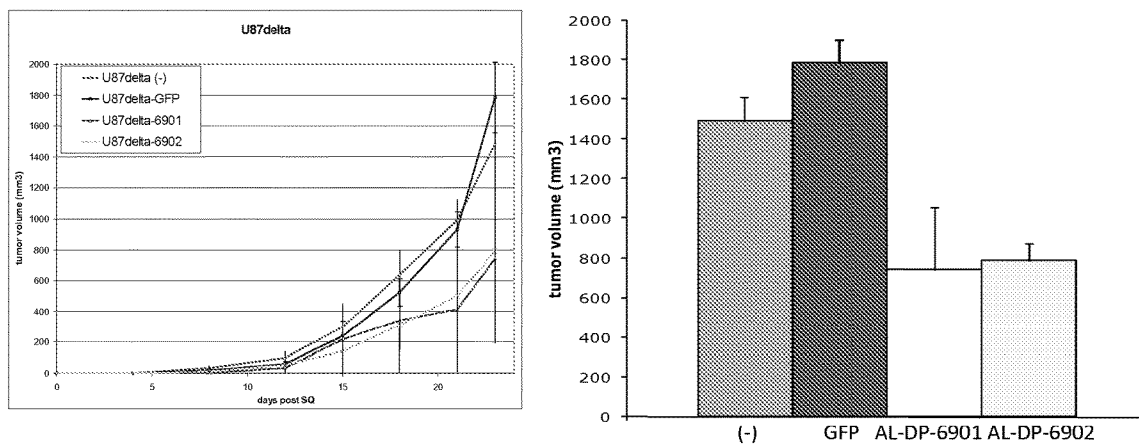 U87delta
2000
1800
1600
1400
1200
1000
800
600
400
200
0
tumor volume (mm3)
U87delta (-)
U87delta-GFP
U87delta-6901
U87delta-6902
0 5 10 15 20
days post SQ
2000
1800
1600
1400
1200
1000
800
600
400
200
0
tumor volume (mm3)
(-) GFP AL-DP-6901 AL-DP-6902